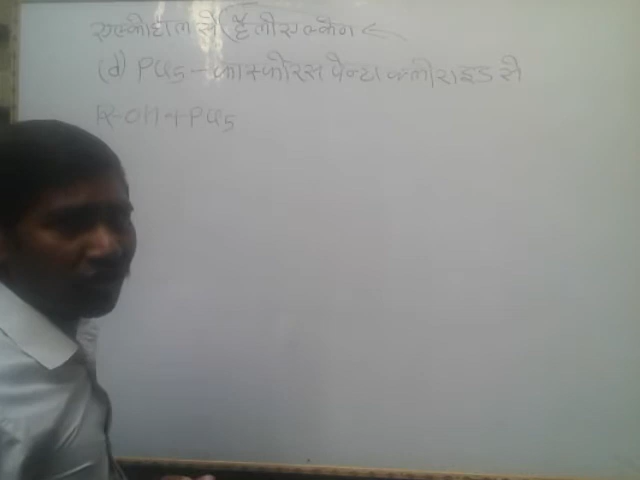 एल्कोहाल से (हैलोएल्केन
(d) PCl5 - फास्फोरस पेन्टा क्लोराइड से
R-OH + PCl5